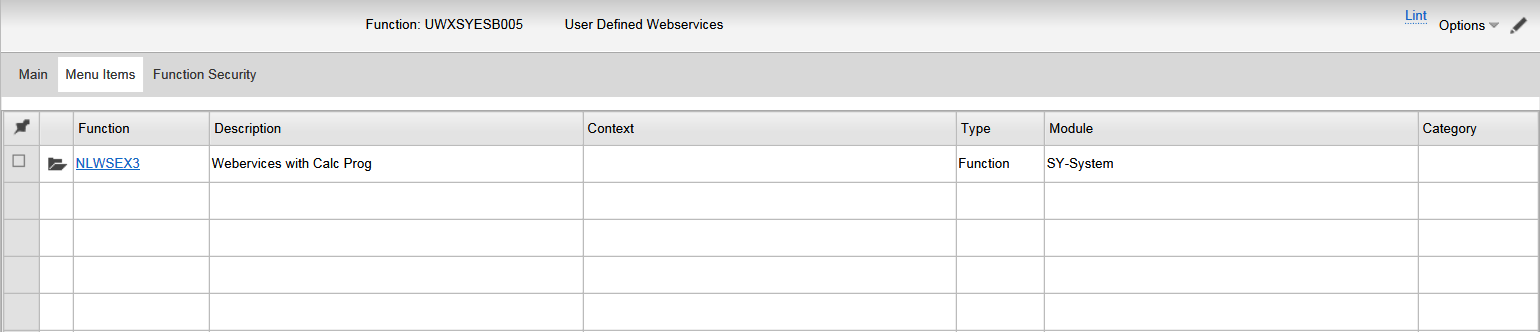 Function: UWXSYESB005 User Defined Webservices Lint Options
Main Menu Items Function Security
Function Description Context Type Module Category
NLWSEX3 Webervices with Calc Prog Function SY-System